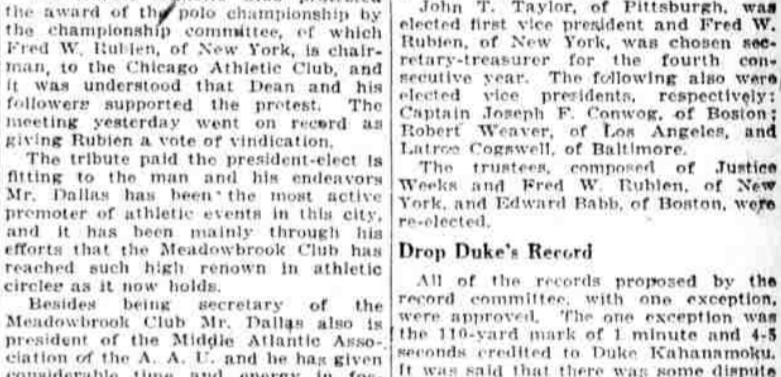 the award of the polo championship by
the championship committee, of which
Fred W. Rubien, of New York, is chair-
man, to the Chicago Athletic Club, and
it was understood that Dean and his
followers supported the protest. The
meeting yesterday went on record as
giving Rubien a vote of vindication.
The tribute paid the president-elect is
fitting to the man and his endeavors
Mr. Dallas has been the most active
promoter of athletic events in this city,
and it has been mainly through his
efforts that the Meadowbrook Club has
reached such high renown in athletic
circles as it now holds.
Besides being secretary of the
Meadowbrook Club Mr. Dallas also is
president of the Middle Atlantic Asso-
ciation of the A. A. U. and he has given
considerable time and energy in fos-
John T. Taylor, of Pittsburgh, was
elected first vice president and Fred W.
Rubien, of New York, was chosen sec-
retary-treasurer for the fourth con-
secutive year. The following also were
elected vice presidents, respectively:
Captain Joseph F. Conwog, of Boston;
Robert Weaver, of Los Angeles, and
Latroe Cogswell, of Baltimore.
The trustees, composed of Justice
Weeks and Fred W. Rubien, of New
York, and Edward Babb, of Boston, were
re-elected.
Drop Duke's Record
All of the records proposed by the
record committee, with one exception,
were approved. The one exception was
the 110-yard mark of 1 minute and 4-5
seconds credited to Duke Kahanamoku.
It was said that there was some dispute